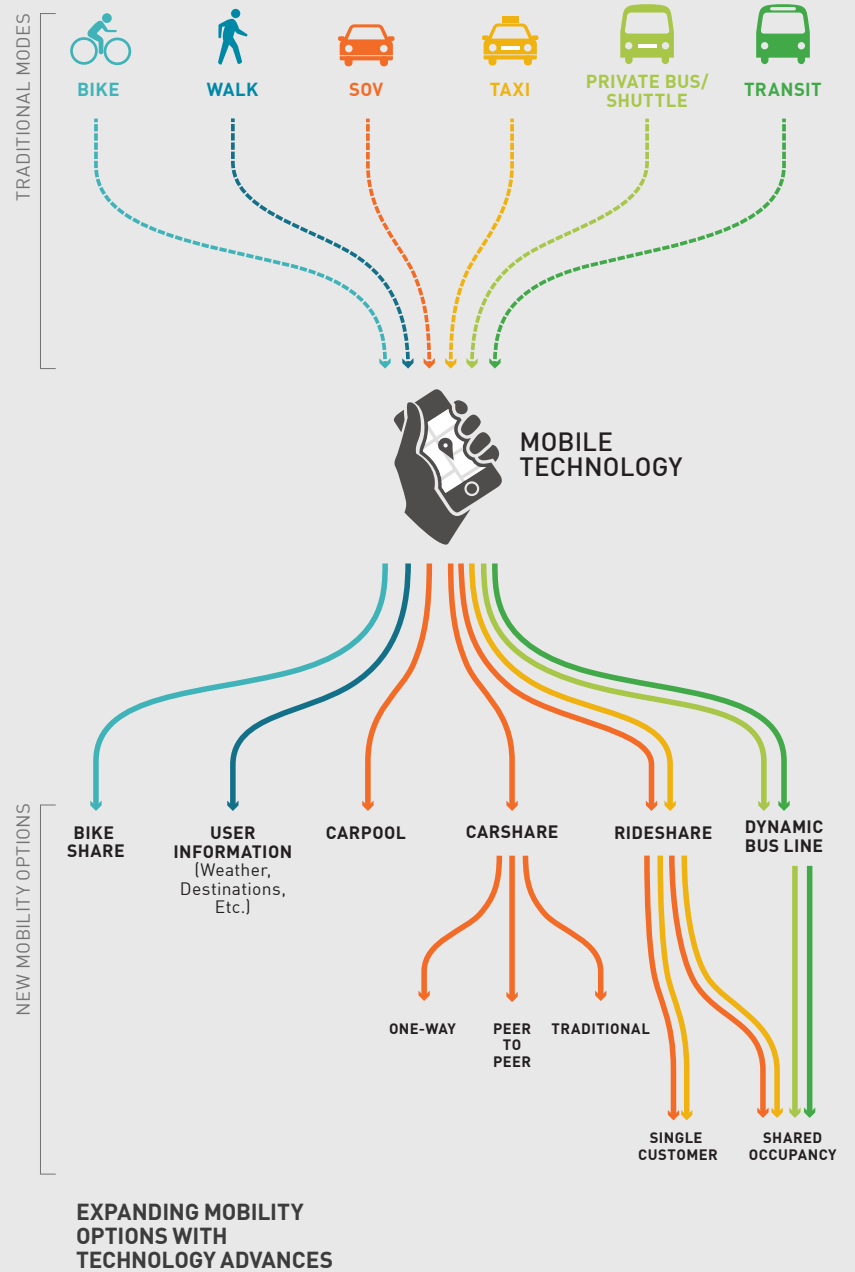 TRADITIONAL MODES
BIKE
WALK
SOV
TAXI
PRIVATE BUS/
SHUTTLE
TRANSIT
MOBILE
TECHNOLOGY
NEW MOBILITY OPTIONS
BIKE
SHARE
USER
INFORMATION
(Weather,
Destinations,
Etc.)
CARPOOL
CARSHARE
RIDESHARE
DYNAMIC
BUS LINE
ONE-WAY
PEER
TO
PEER
TRADITIONAL
SINGLE
CUSTOMER
SHARED
OCCUPANCY
EXPANDING MOBILITY
OPTIONS WITH
TECHNOLOGY ADVANCES